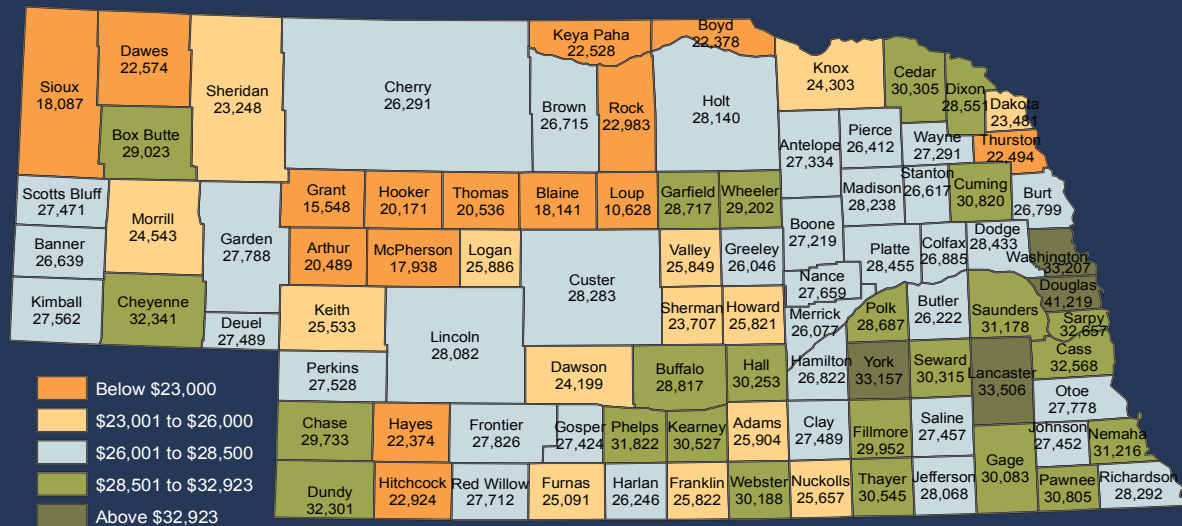 Sioux
18,087
Dawes
22,574
Box Butte
29,023
Sheridan
23,248
Cherry
26,291
Keya Paha
22,528
Boyd
22,378
Brown
26,715
Rock
22,983
Holt
28,140
Knox
24,303
Cedar
30,305
Dixon
28,551
Dakota
23,481
Antelope
27,334
Pierce
26,412
Wayne
27,291
Thurston
22,494
Scotts Bluff
27,471
Banner
26,639
Kimball
27,562
Morrill
24,543
Cheyenne
32,341
Garden
27,788
Deuel
27,489
Grant
15,548
Hooker
20,171
Thomas
20,536
Blaine
18,141
Loup
10,628
Garfield
28,717
Wheeler
29,202
Madison
28,238
Stanton
26,617
Cuming
30,820
Burt
26,799
Arthur
20,489
McPherson
17,938
Logan
25,886
Custer
28,283
Valley
25,849
Greeley
26,046
Boone
27,219
Platte
28,455
Colfax
26,885
Dodge
28,433
Washington
33,207
Keith
25,533
Lincoln
28,082
Sherman
23,707
Howard
25,821
Nance
27,659
Merrick
26,077
Polk
28,687
Butler
26,222
Saunders
31,178
Douglas
41,219
Sarpy
32,657
Perkins
27,528
Dawson
24,199
Buffalo
28,817
Hall
30,253
Hamilton
26,822
York
33,157
Seward
30,315
Lancaster
33,506
Cass
32,568
Otoe
27,778
Chase
29,733
Hayes
22,374
Frontier
27,826
Gosper
27,424
Phelps
31,822
Kearney
30,527
Adams
25,904
Clay
27,489
Fillmore
29,952
Saline
27,457
Johnson
27,452
Nemaha
31,216
Dundy
32,301
Hitchcock
22,924
Red Willow
27,712
Furnas
25,091
Harlan
26,246
Franklin
25,822
Webster
30,188
Nuckolls
25,657
Thayer
30,545
Jefferson
28,068
Gage
30,083
Pawnee
30,805
Richardson
28,292
Below $23,000
$23,001 to $26,000
$26,001 to $28,500
$28,501 to $32,923
Above $32,923